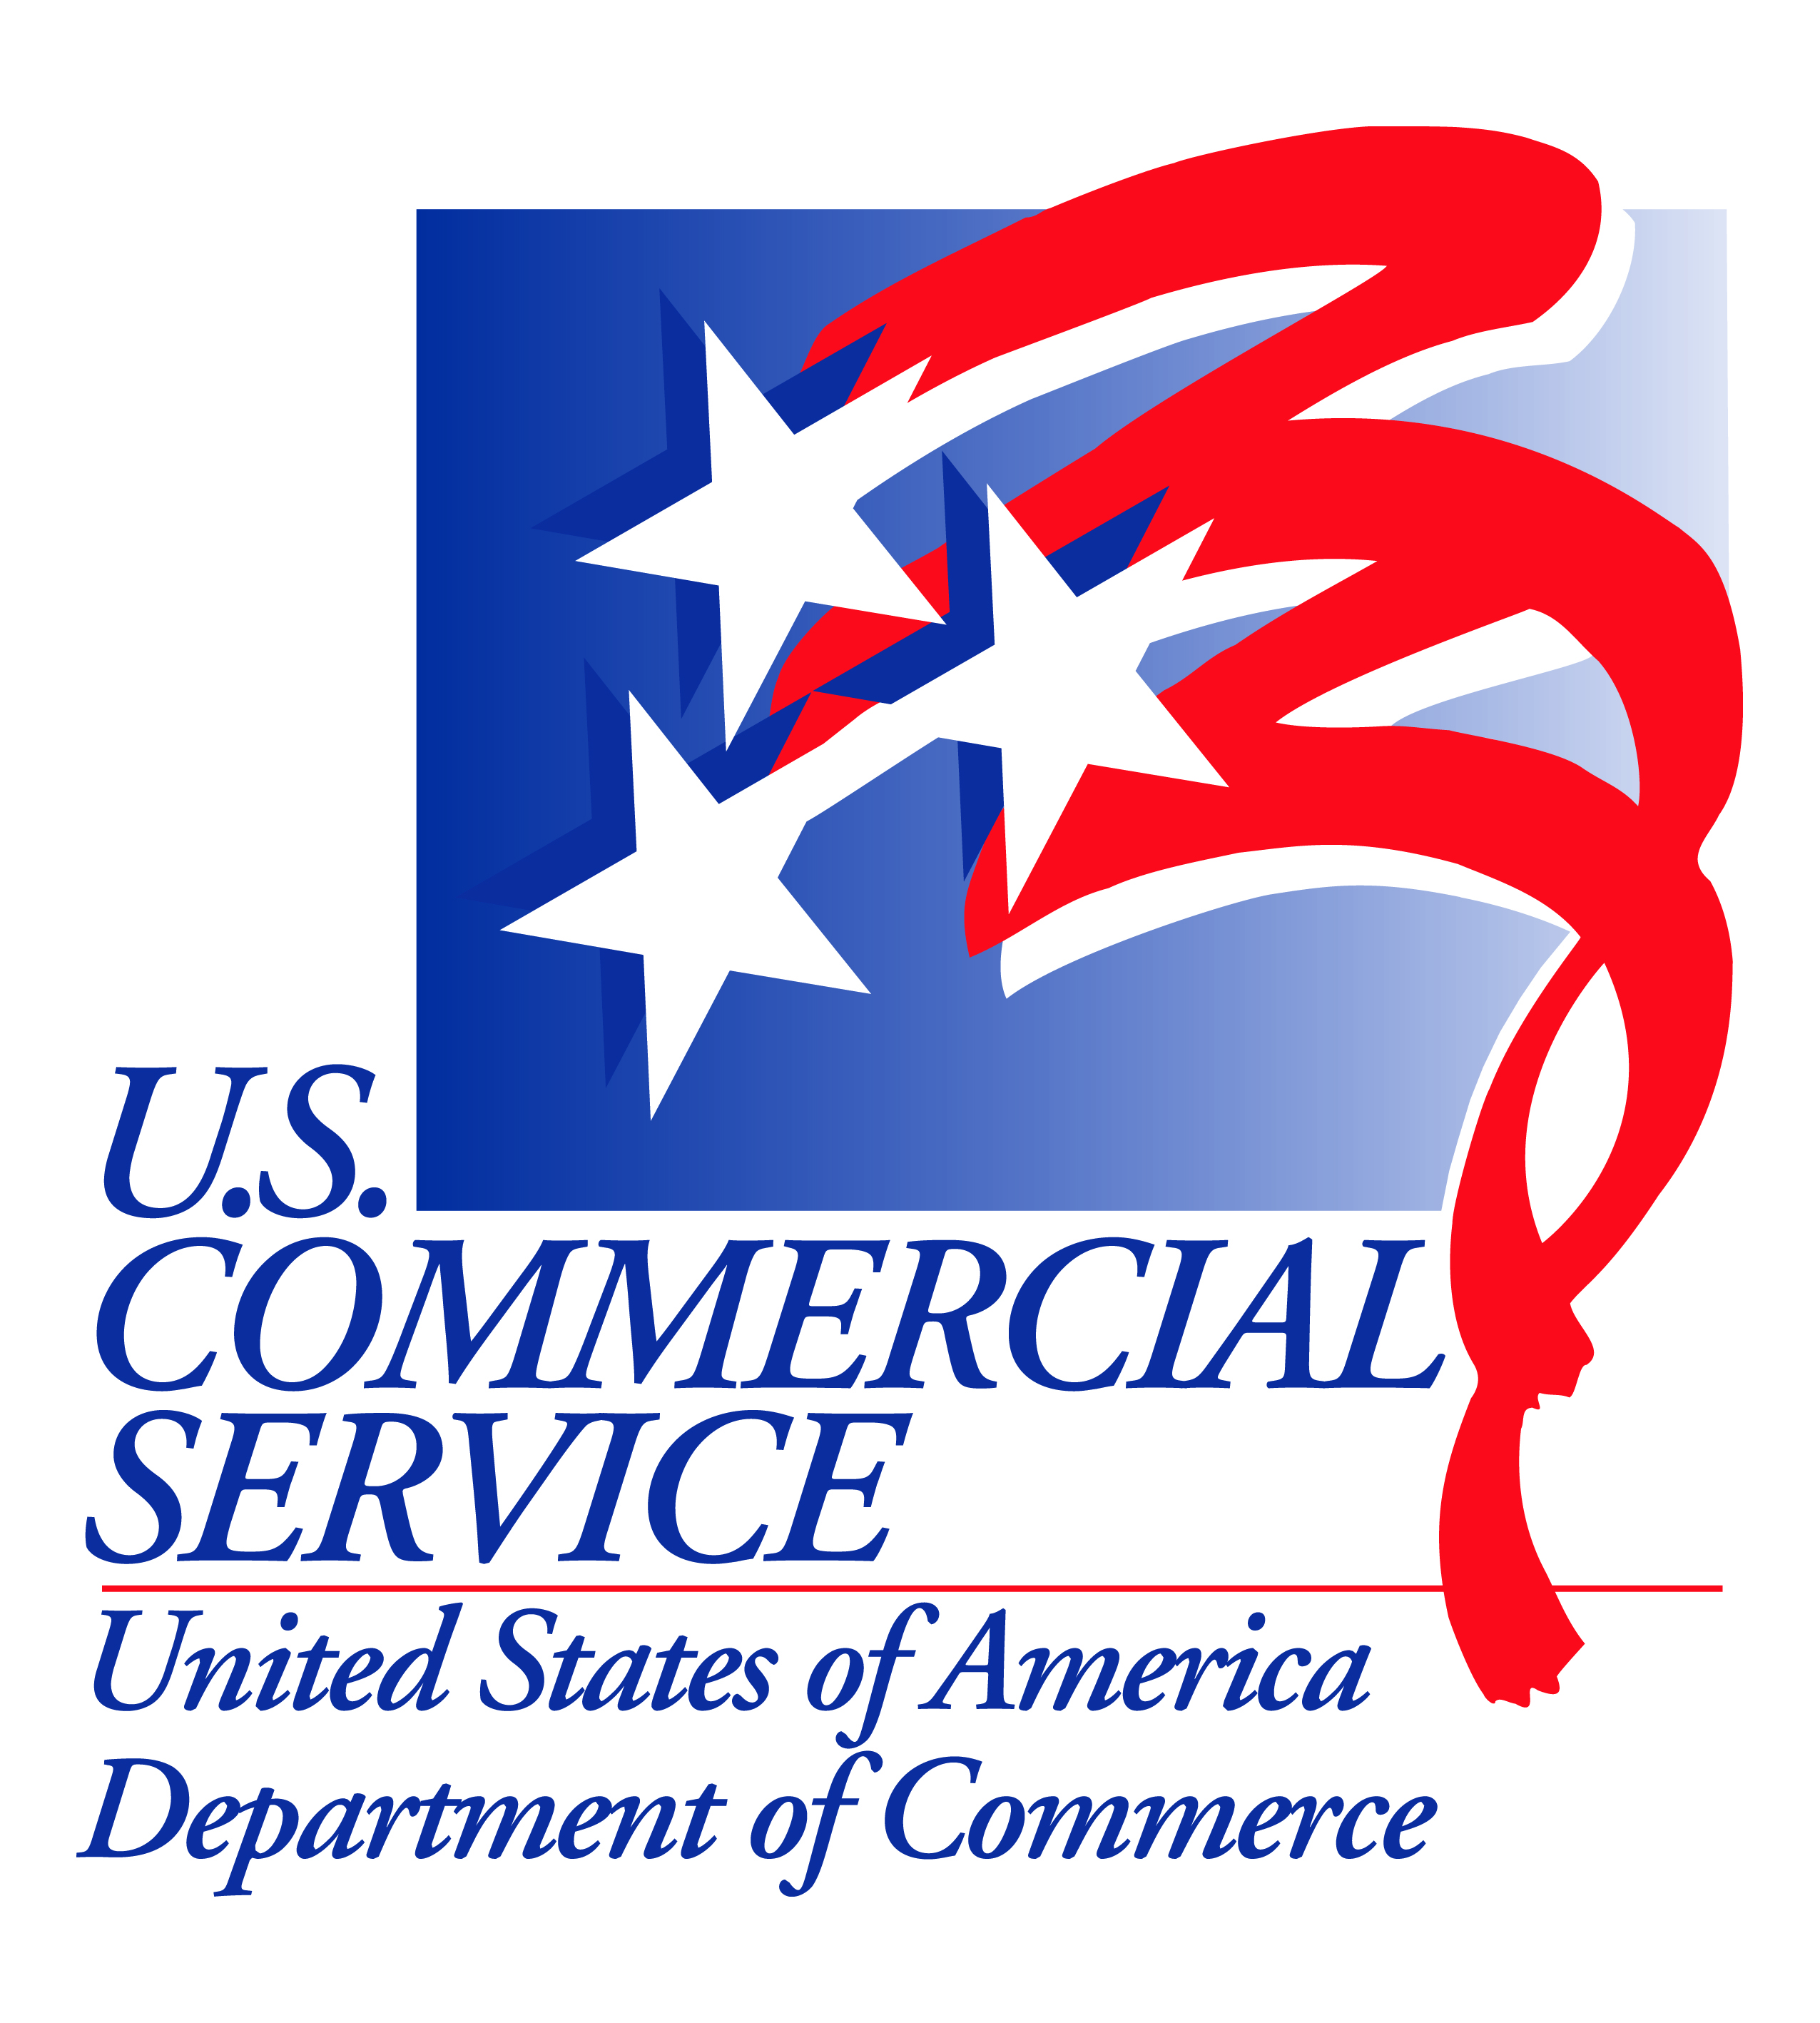 U.S.
COMMERCIAL
SERVICE
United States of America
Department of Commerce